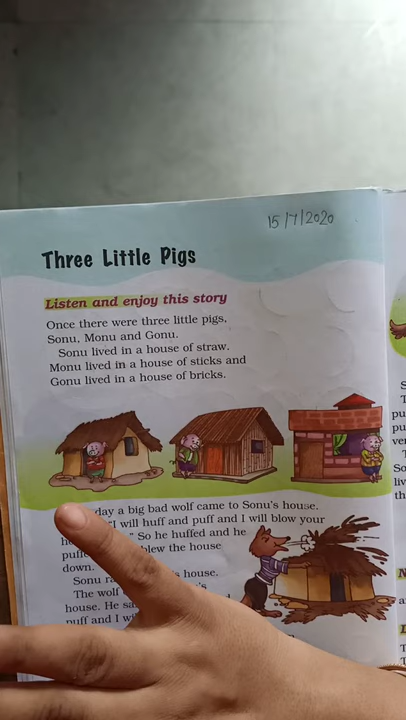 15/7/2020
Three Little Pigs
Listen and enjoy this story
Once there were three little pigs,
Sonu, Monu and Gonu.
Sonu lived in a house of straw.
Monu lived in a house of sticks and
Gonu lived in a house of bricks.
day a big bad wolf came to Sonu's house.
"I will huff and puff and I will blow your
So he huffed and he
blew the house
down.
Sonu house.
The wolf
house. He
puff and I